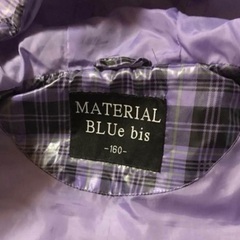 MATERIAL
BLUe bis
-160-